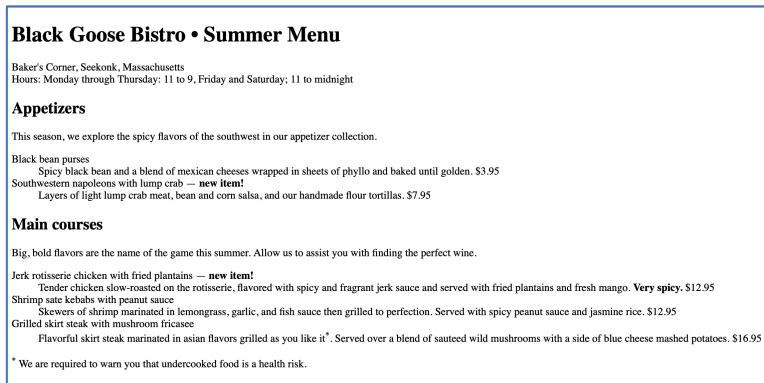 Black Goose Bistro • Summer Menu
Baker's Corner, Seekonk, Massachusetts
Hours: Monday through Thursday: 11 to 9, Friday and Saturday; 11 to midnight
Appetizers
This season, we explore the spicy flavors of the southwest in our appetizer collection.
Black bean purses
Spicy black bean and a blend of mexican cheeses wrapped in sheets of phyllo and baked until golden. $3.95
Southwestern napoleons with lump crab — new item!
Layers of light lump crab meat, bean and corn salsa, and our handmade flour tortillas. $7.95
Main courses
Big, bold flavors are the name of the game this summer. Allow us to assist you with finding the perfect wine.
Jerk rotisserie chicken with fried plantains — new item!
Tender chicken slow-roasted on the rotisserie, flavored with spicy and fragrant jerk sauce and served with fried plantains and fresh mango. Very spicy. $12.95
Shrimp sate kebabs with peanut sauce
Skewers of shrimp marinated in lemongrass, garlic, and fish sauce then grilled to perfection. Served with spicy peanut sauce and jasmine rice. $12.95
Grilled skirt steak with mushroom fricasee
Flavorful skirt steak marinated in asian flavors grilled as you like it*. Served over a blend of sauteed wild mushrooms with a side of blue cheese mashed potatoes. $16.95
* We are required to warn you that undercooked food is a health risk.